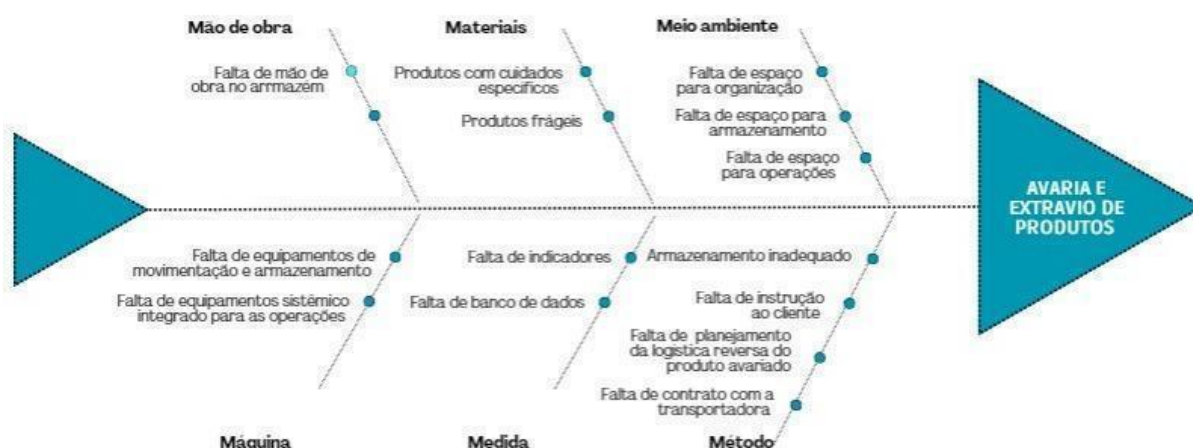 Mão de obra
Falta de mão de
obra no arrmazém
Materiais
Produtos com cuidados
específicos
Produtos frágeis
Meio ambiente
Falta de espaço
para organização
Falta de espaço para
armazenamento
Falta de espaço
para operações
AVARIA E
EXTRAVIO DE
PRODUTOS
Falta de equipamentos de
movimentação e armazenamento
Falta de equipamentos sistêmico
integrado para as operações
Máquina
Falta de indicadores
Falta de banco de dados
Medida
Armazenamento inadequado
Falta de instrução
ao cliente
Falta de planejamento
da logística reversa do
produto avariado
Falta de contrato com a
transportadora
Método